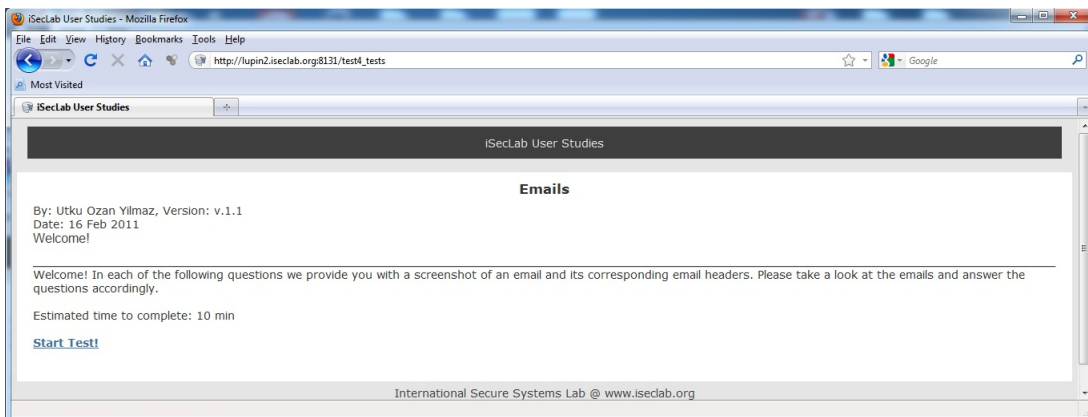 iSecLab User Studies - Mozilla Firefox
File Edit View History Bookmarks Tools Help
http://lupin2.iseclab.org:8131/test4_tests
Google
Most Visited
iSecLab User Studies
iSecLab User Studies
Emails
By: Utku Ozan Yilmaz, Version: v.1.1
Date: 16 Feb 2011
Welcome!
Welcome! In each of the following questions we provide you with a screenshot of an email and its corresponding email headers. Please take a look at the emails and answer the
questions accordingly.
Estimated time to complete: 10 min
Start Test!
International Secure Systems Lab @ www.iseclab.org